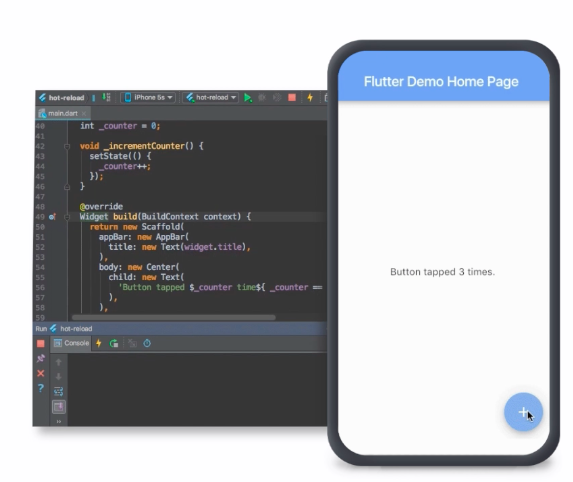 hot-reload
iPhone 5s
hot-reload
main.dart
40 int _counter = 0;
41
42 void _incrementCounter() {
43 setState(() {
44 _counter++;
45 });
46 }
47
48 @override
49 Widget build(BuildContext context) {
50 return new Scaffold(
51 appBar: new AppBar(
52 title: new Text(widget.title),
53 ),
54 body: new Center(
55 child: new Text(
56 'Button tapped $_counter time${ _counter ==
57 ),
58 ),
59
Run hot-reload
Console
?
Flutter Demo Home Page
Button tapped 3 times.
+